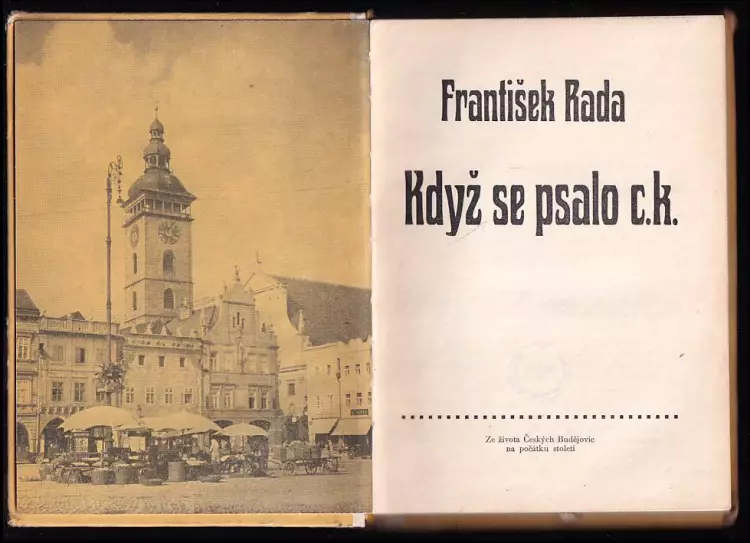 František Rada
Když se psalo c.k.
Ze života Českých Budějovic
na počátku století